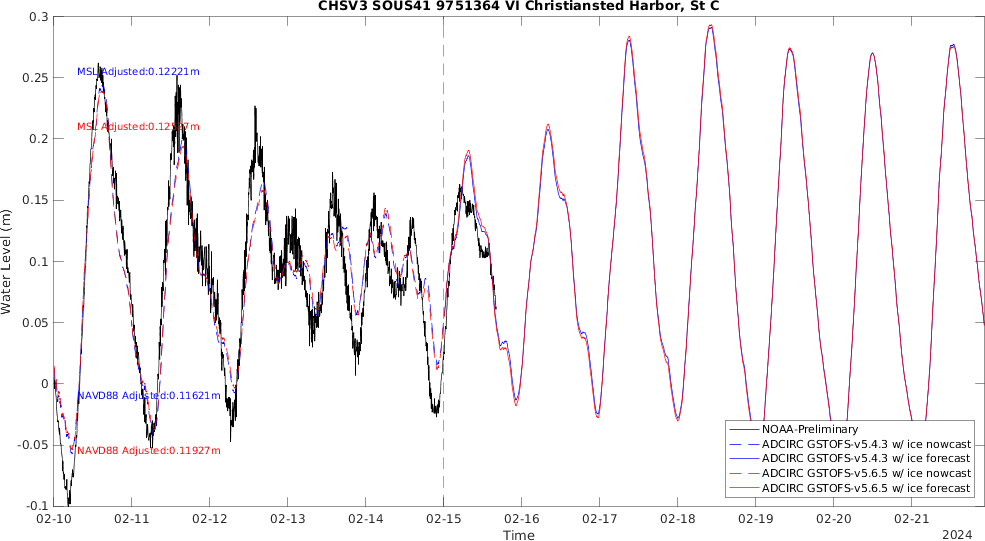 CHSV3 SOUS41 9751364 VI Christiansted Harbor, St C
0.3
0.25
0.2
0.15
0.1
0.05
0
-0.05
-0.1
Water Level (m)
MSL Adjusted:0.12221m
MSL Adjusted:
NAVD88 Adjusted:0.11621m
NAVD88 Adjusted:0.11927m
NOAA-Preliminary
ADCIRC GSTOFS-v5.4.3 w/ ice nowcast
ADCIRC GSTOFS-v5.4.3 w/ ice forecast
ADCIRC GSTOFS-v5.6.5 w/ ice nowcast
ADCIRC GSTOFS-v5.6.5 w/ ice forecast
02-10 02-11 02-12 02-13 02-14 02-15 02-16 02-17 02-18 02-19 02-20 02-21
Time
2024